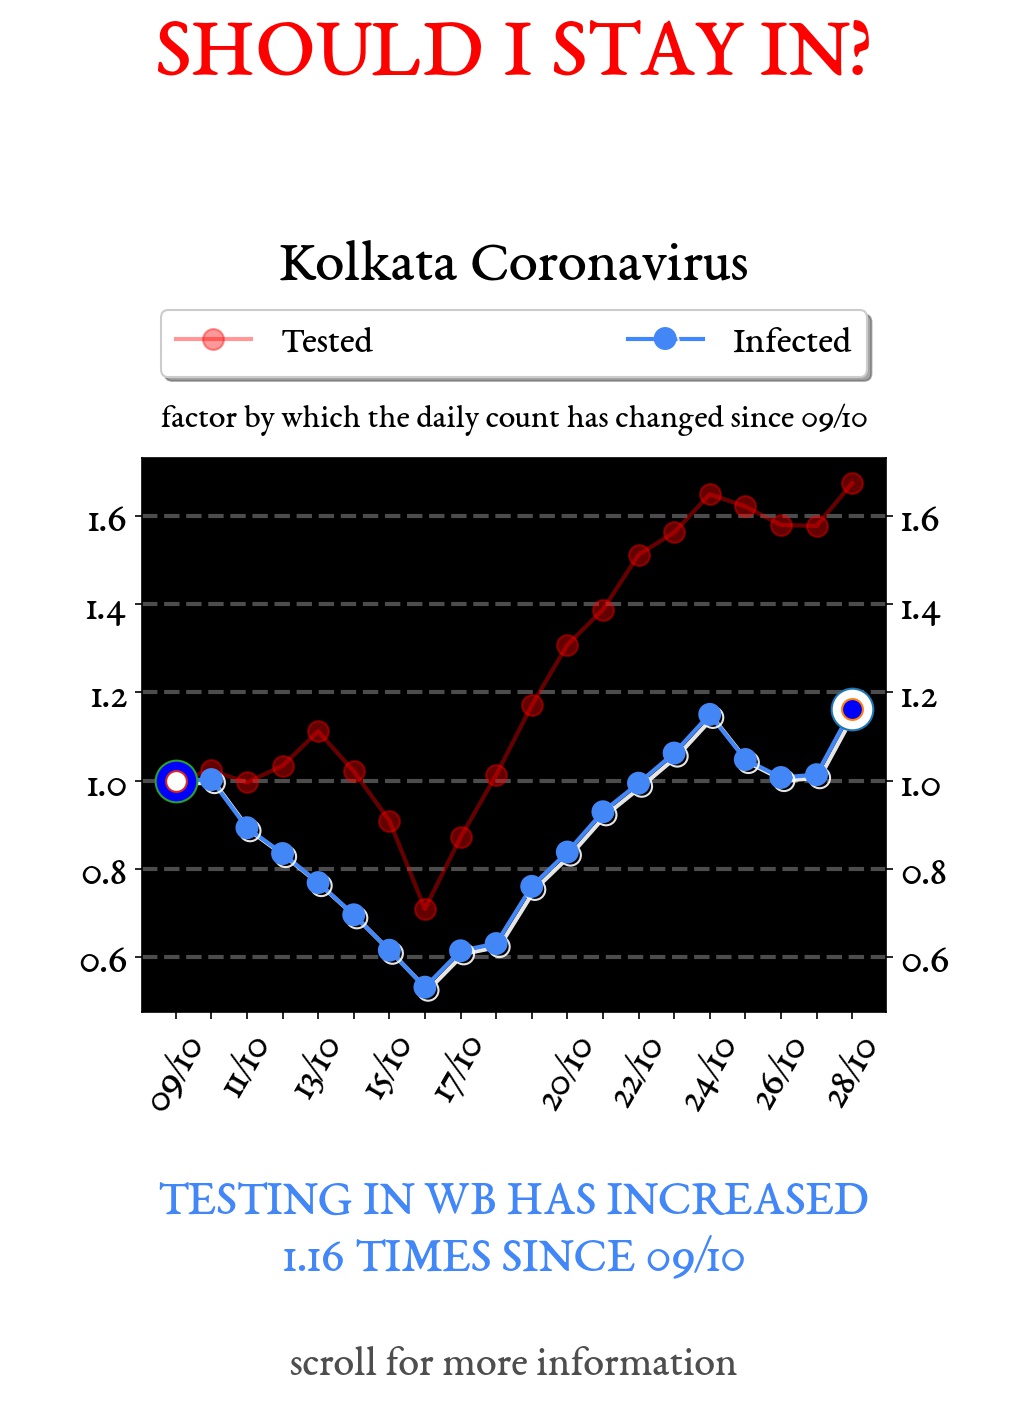 SHOULD I STAY IN?
Kolkata Coronavirus
Tested Infected
factor by which the daily count has changed since 09/10
1.6 1.6
1.4 1.4
1.2 1.2
1.0 1.0
0.8 0.8
0.6 0.6
09/10 11/10 13/10 15/10 17/10 20/10 22/10 24/10 26/10 28/10
TESTING IN WB HAS INCREASED
1.16 TIMES SINCE 09/10
scroll for more information